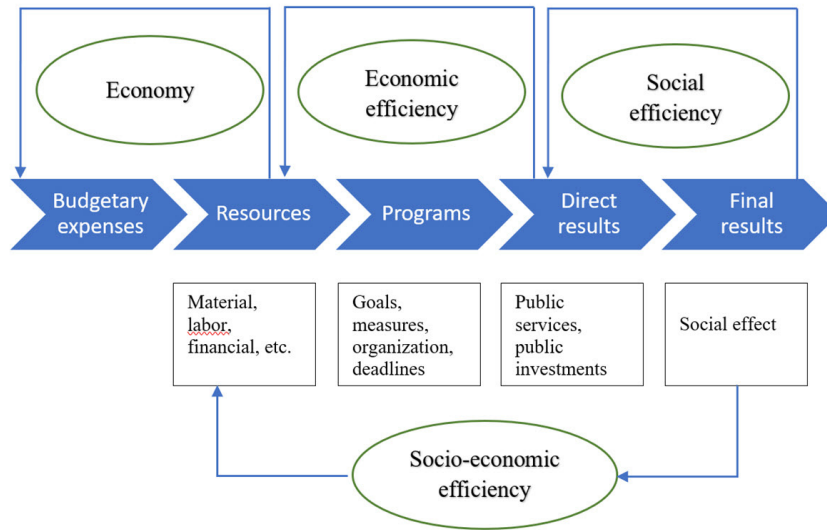 Economy
Economic
efficiency
Social
efficiency
Budgetary
expenses
Resources
Programs
Direct
results
Final
results
Material,
labor,
financial, etc.
Goals,
measures,
organization,
deadlines
Public
services,
public
investments
Social effect
Socio-economic
efficiency